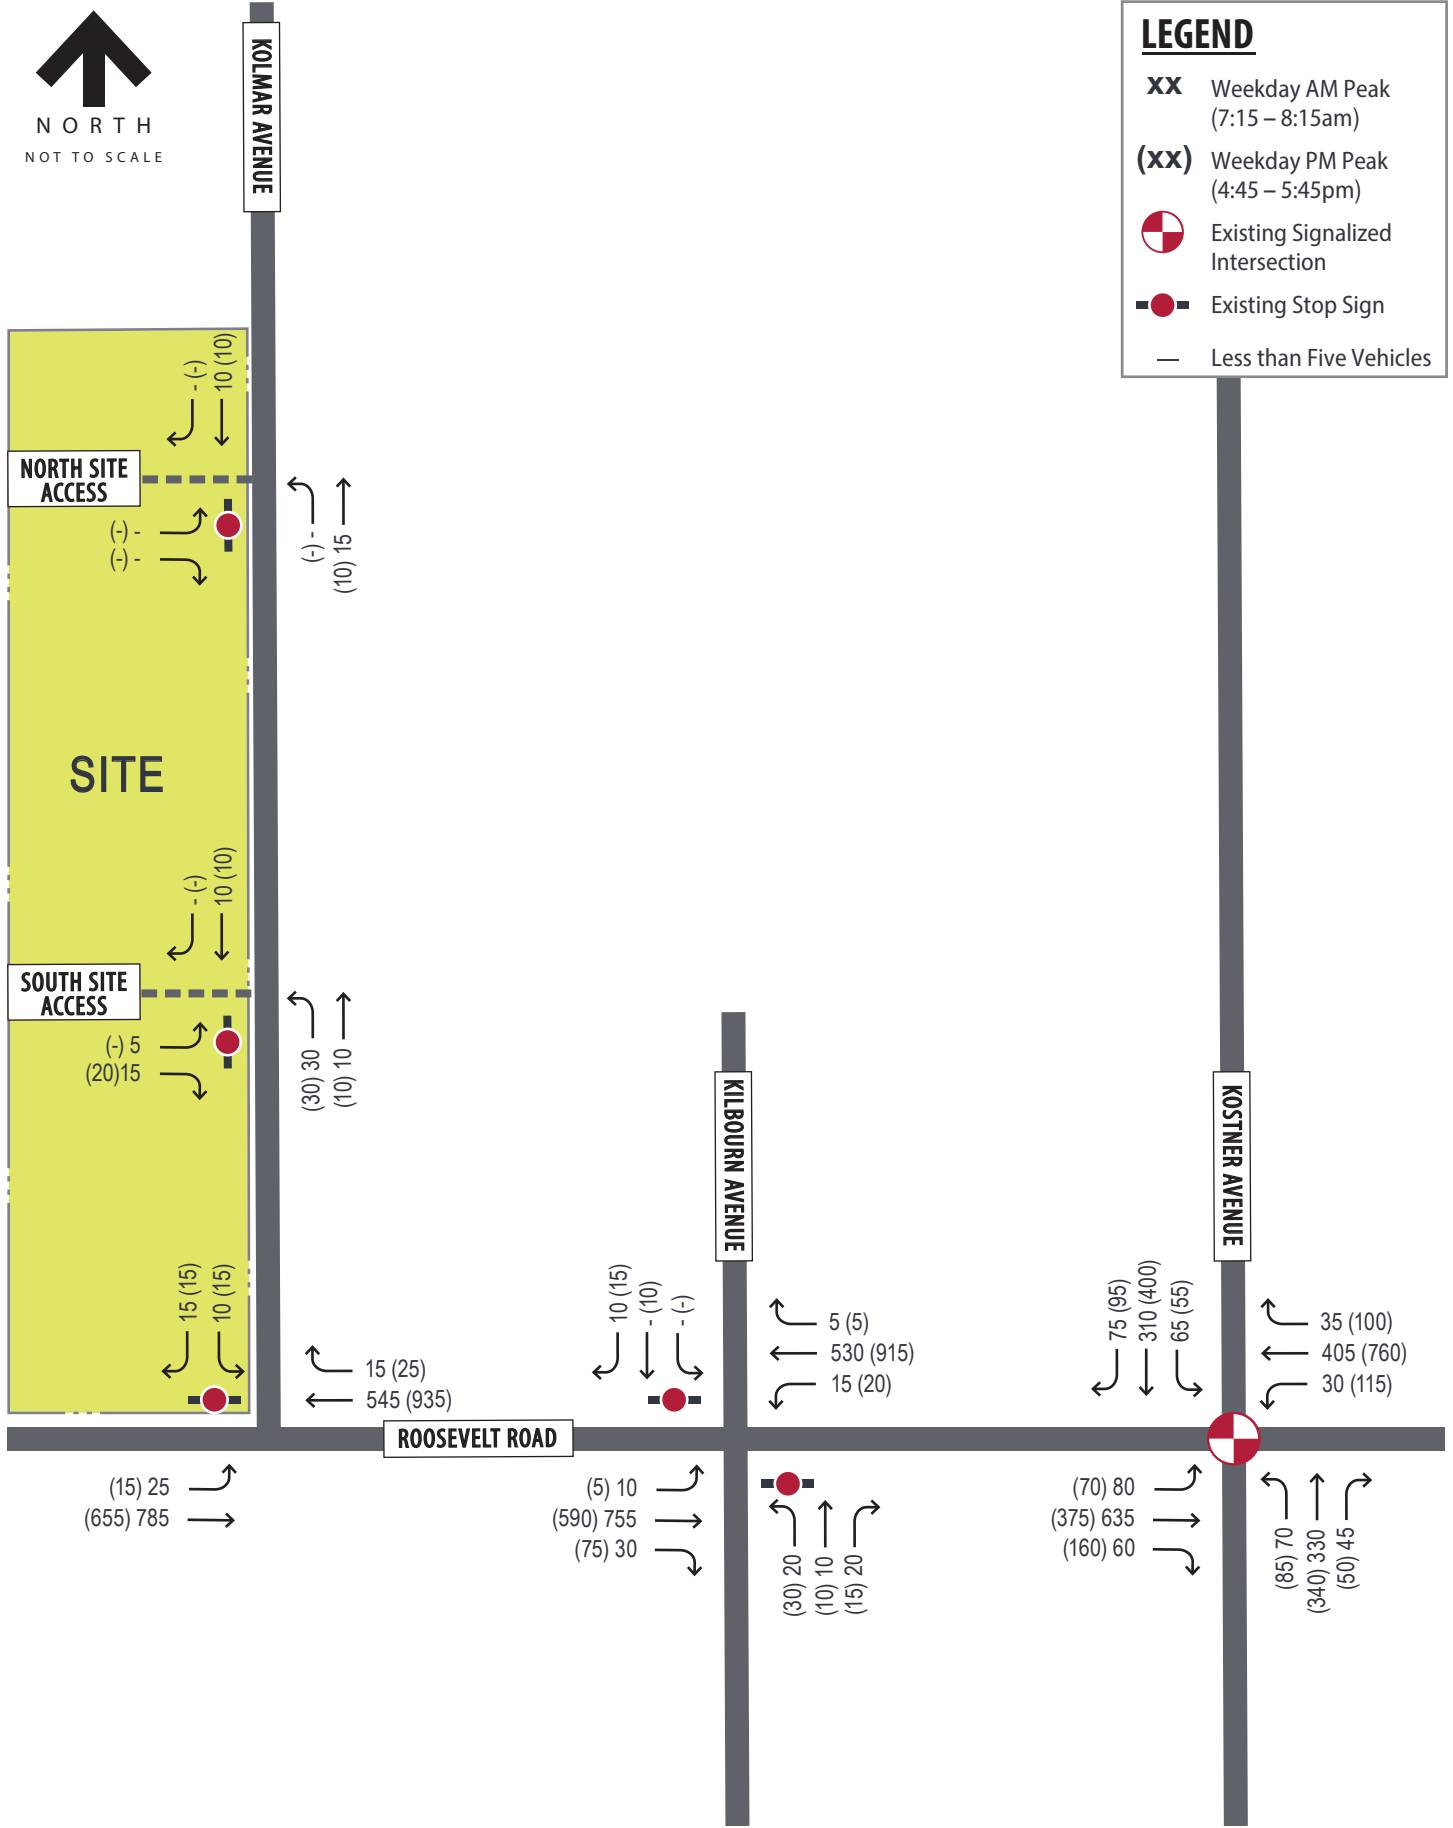 NORTH
NOT TO SCALE
KOLMAR AVENUE
LEGEND
xx Weekday AM Peak
(7:15 – 8:15am)
(xx) Weekday PM Peak
(4:45 – 5:45pm)
Existing Signalized
Intersection
Existing Stop Sign
— Less than Five Vehicles
- (-)
10 (10)
NORTH SITE
ACCESS
(-) -
(-) -
(-) -
(10) 15
SITE
- (-)
10 (10)
SOUTH SITE
ACCESS
(-) 5
(20)15
(30) 30
(10) 10
KILBOURN AVENUE
KOSTNER AVENUE
15 (15)
10 (15)
15 (25)
545 (935)
10 (15)
- (10)
- (-)
5 (5)
530 (915)
15 (20)
75 (95)
310 (400)
65 (55)
35 (100)
405 (760)
30 (115)
ROOSEVELT ROAD
(15) 25
(655) 785
(5) 10
(590) 755
(75) 30
(30) 20
(10) 10
(15) 20
(70) 80
(375) 635
(160) 60
(85) 70
(340) 330
(50) 45